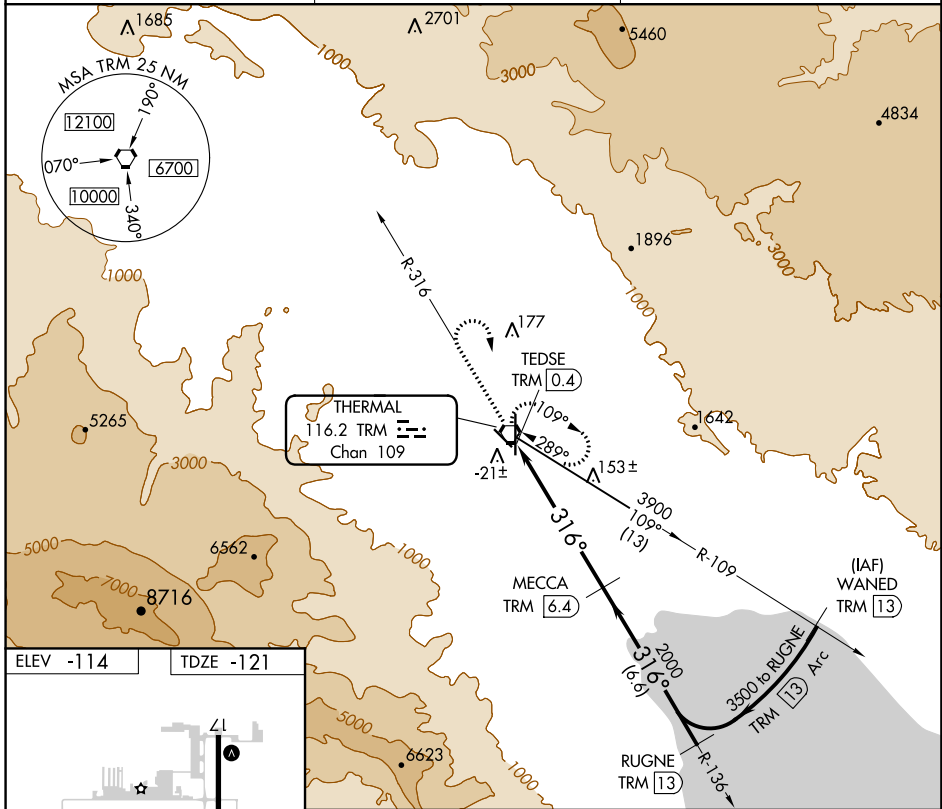 1685
2701
5460
1000
3000
4834
MSA TRM 25 NM
190°
12100
070°
6700
10000
340°
1896
3000
1000
1000
R-316
177
TEDSE
TRM 0.4
THERMAL
116.2 TRM
Chan 109
109°
289°
-21±
153±
1642
1000
5265
3000
3900
109°
(13)
R-109
316°
5000
6562
1000
7000
8716
MECCA
TRM 6.4
(IAF)
WANED
TRM 13
2000
316°
(6.6)
3500 to RUGNE
TRM 13 Arc
ELEV -114
TDZE -121
17
5000
6623
1000
RUGNE
TRM 13
R-136